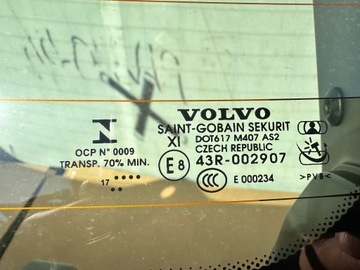 VOLVO
SAINT-GOBAIN SEKURIT
XI DOT617 M407 AS2
CZECH REPUBLIC
N
OCP N° 0009
TRANSP. 70% MIN.
17
E8 43R-002907
CCC E 000234
>PVB<